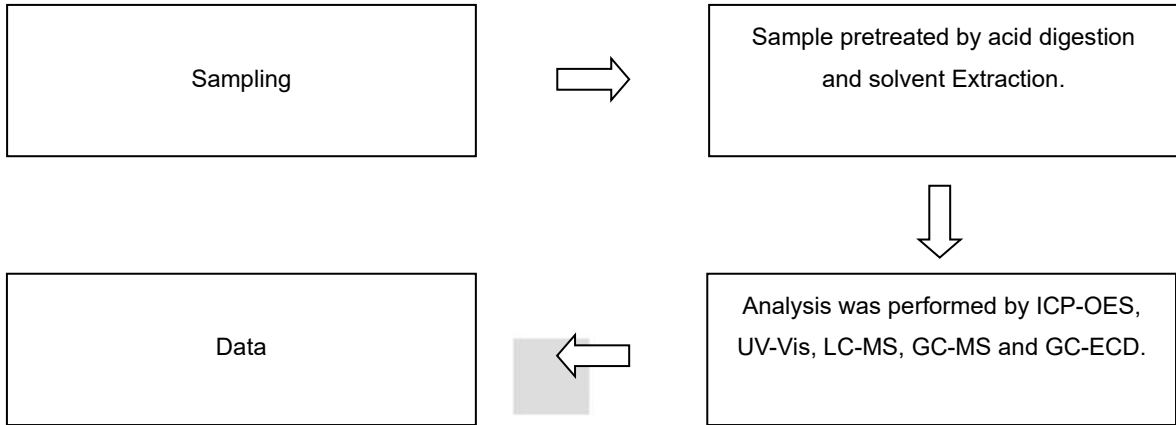 Sampling
Sample pretreated by acid digestion
and solvent Extraction.
Analysis was performed by ICP-OES,
UV-Vis, LC-MS, GC-MS and GC-ECD.
Data